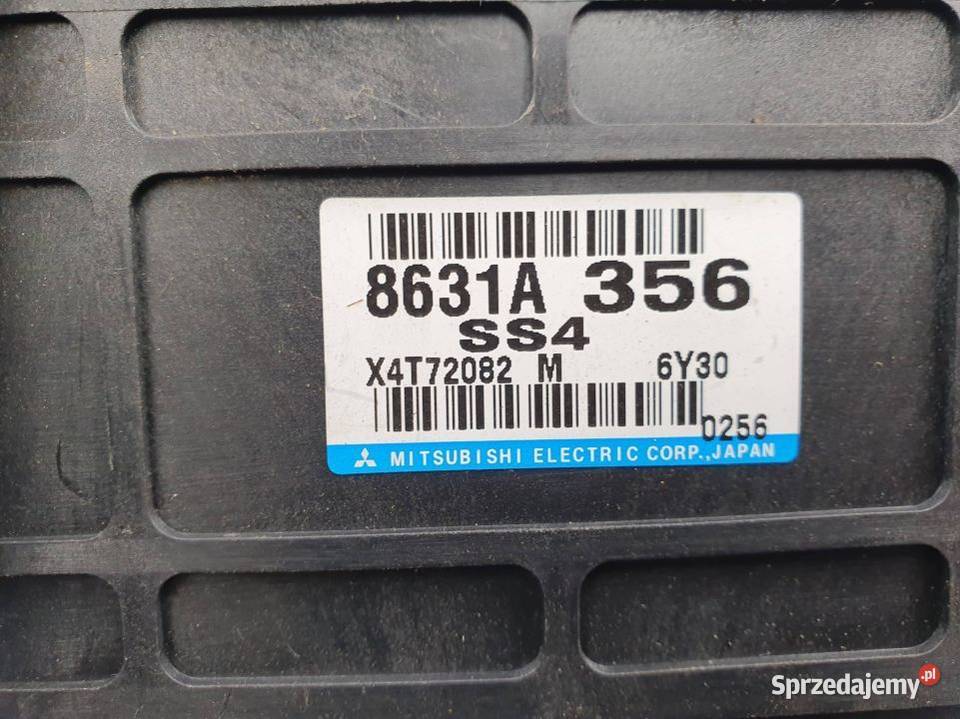 8631A 356
SS4
X4T72082 M 6Y30
0256
MITSUBISHI ELECTRIC CORP.,JAPAN
Sprzedajemy.pl